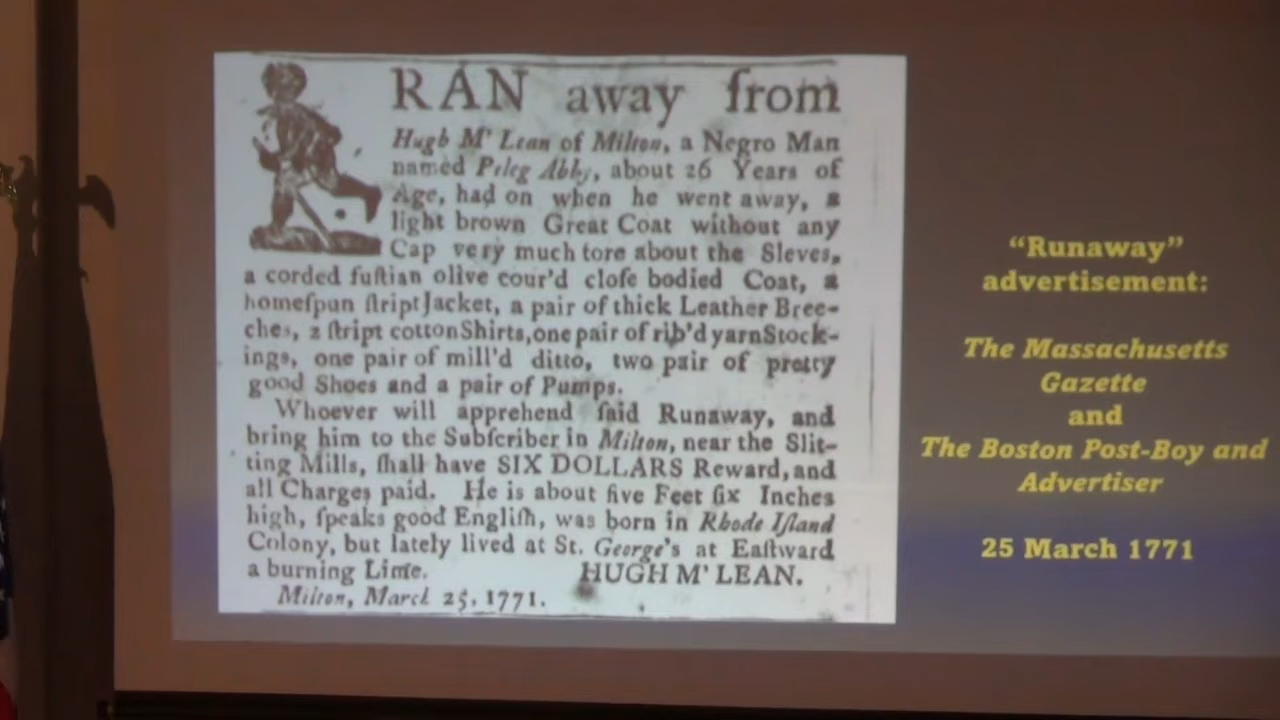 RAN away from
Hugh M' Lean of Milton, a Negro Man
named Peleg Abby, about 26 Years of
Age, had on when he went away, a
light brown Great Coat without any
Cap very much tore about the Sleves,
a corded fuſtian olive cour'd cloſe bodied Coat, a
homeſpun ſtript Jacket, a pair of thick Leather Bree-
ches, 2 ſtript cotton Shirts, one pair of rib'd yarn Stock-
ings, one pair of mill'd ditto, two pair of pretty
good Shoes and a pair of Pumps.
Whoever will apprehend ſaid Runaway, and
bring him to the Subſcriber in Milton, near the Slit-
ting Mills, ſhall have SIX DOLLARS Reward, and
all Charges paid. He is about five Feet ſix Inches
high, ſpeaks good Engliſh, was born in Rhode Iſland
Colony, but lately lived at St. George's at Eaſtward
a burning Lime. HUGH M' LEAN.
Milton, March 25, 1771.
“Runaway”
advertisement:
The Massachusetts
Gazette
and
The Boston Post-Boy and
Advertiser
25 March 1771